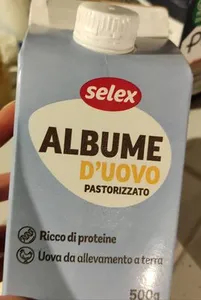 selex
ALBUME
D'UOVO
PASTORIZZATO
Ricco di proteine
Uova da allevamento a terra
500g